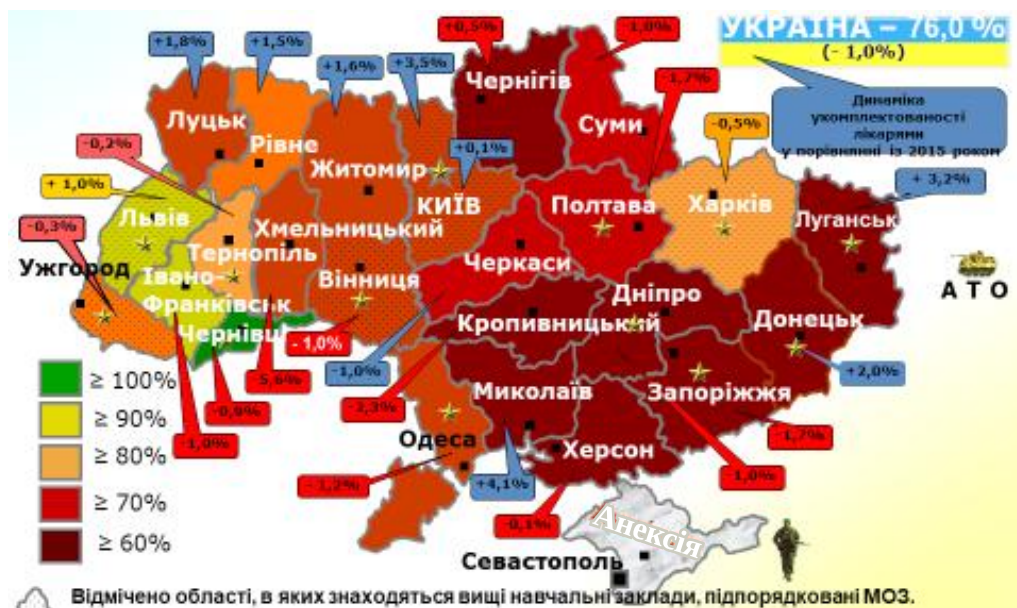 УКРАЇНА – 76,0 %
(- 1,0%)
Динаміка
укомплектованості
лікарями
у порівнянні із 2015 роком
+1,8%
+1,5%
+1,6%
+3,5%
+0,5%
-1,0%
-1,7%
-0,5%
+ 3,2%
+0,1%
-0,2%
+ 1,0%
-0,3%
Чернігів
Суми
Луцьк
Рівне
Житомир
КИЇВ
Полтава
Харків
Луганськ
Львів
Тернопіль
Хмельницький
Черкаси
Ужгород
Івано-
Франківськ
Вінниця
Дніпро
Кропивницький
Донецьк
А Т О
Чернівці
- 1,0%
-1,0%
+2,0%
Миколаїв
Запоріжжя
-5,6%
-2,3%
-0,9%
-1,0%
Одеса
Херсон
-1,7%
-1,0%
-1,2%
+4,1%
-0,1%
≥ 100%
≥ 90%
≥ 80%
≥ 70%
≥ 60%
Анексія
Севастополь
Відмічено області, в яких знаходяться вищі навчальні заклади, підпорядковані МОЗ.